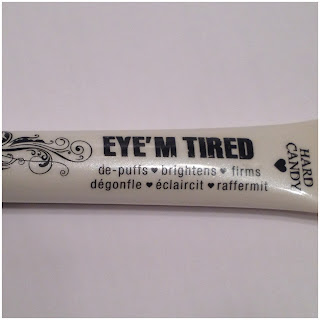 EYE'M TIRED
de-puffs ♥ brightens ♥ firms
dégonfle ♥ éclaircit ♥ raffermit
HARD
CANDY